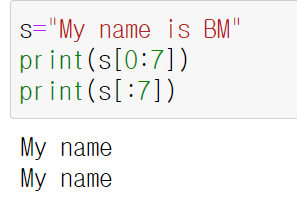 s="My name is BM"
print(s[0:7])
print(s[:7])
My name
My name